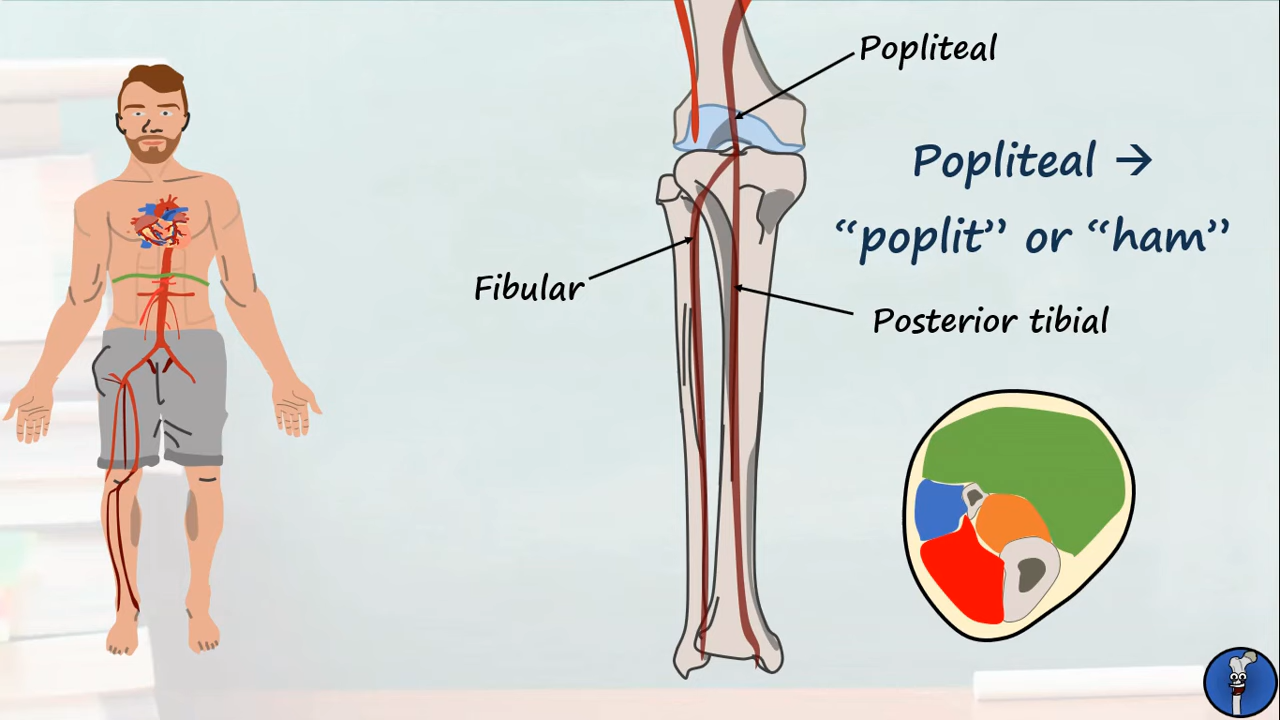 Popliteal
Popliteal →
“poplit” or “ham”
Fibular
Posterior tibial